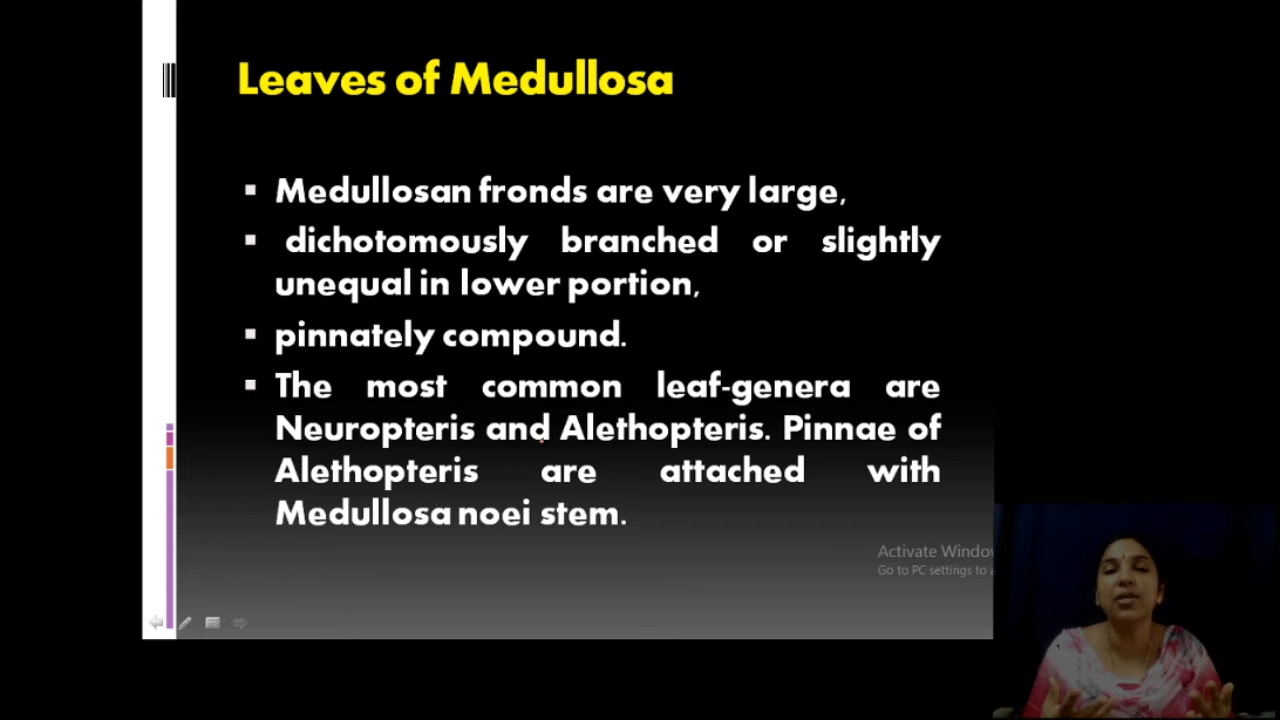 Leaves of Medullosa
Medullosan fronds are very large,
dichotomously branched or slightly
unequal in lower portion,
pinnately compound.
The most common leaf-genera are
Neuropteris and Alethopteris. Pinnae of
Alethopteris are attached with
Medullosa noei stem.
Activate Windo
Go to PC settings to